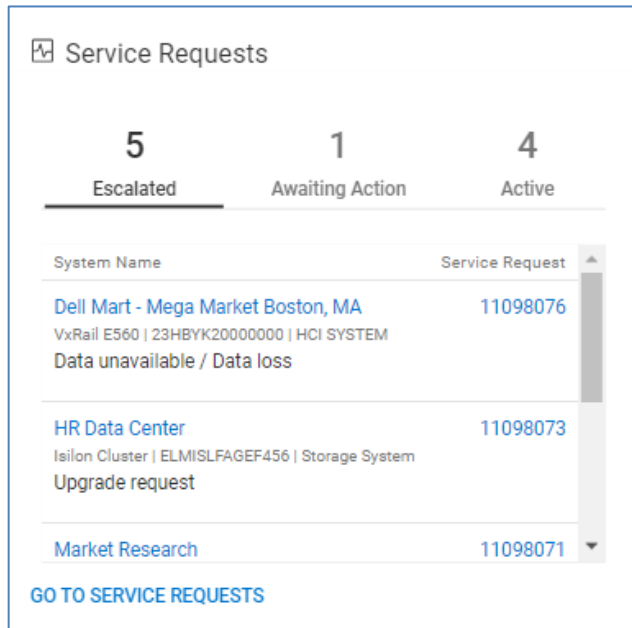 Service Requests
5 1 4
Escalated Awaiting Action Active
System Name Service Request
Dell Mart - Mega Market Boston, MA 11098076
VxRail E560 | 23HBYK20000000 | HCI SYSTEM
Data unavailable / Data loss
HR Data Center 11098073
Isilon Cluster | ELMISLFAGEF456 | Storage System
Upgrade request
Market Research 11098071
GO TO SERVICE REQUESTS